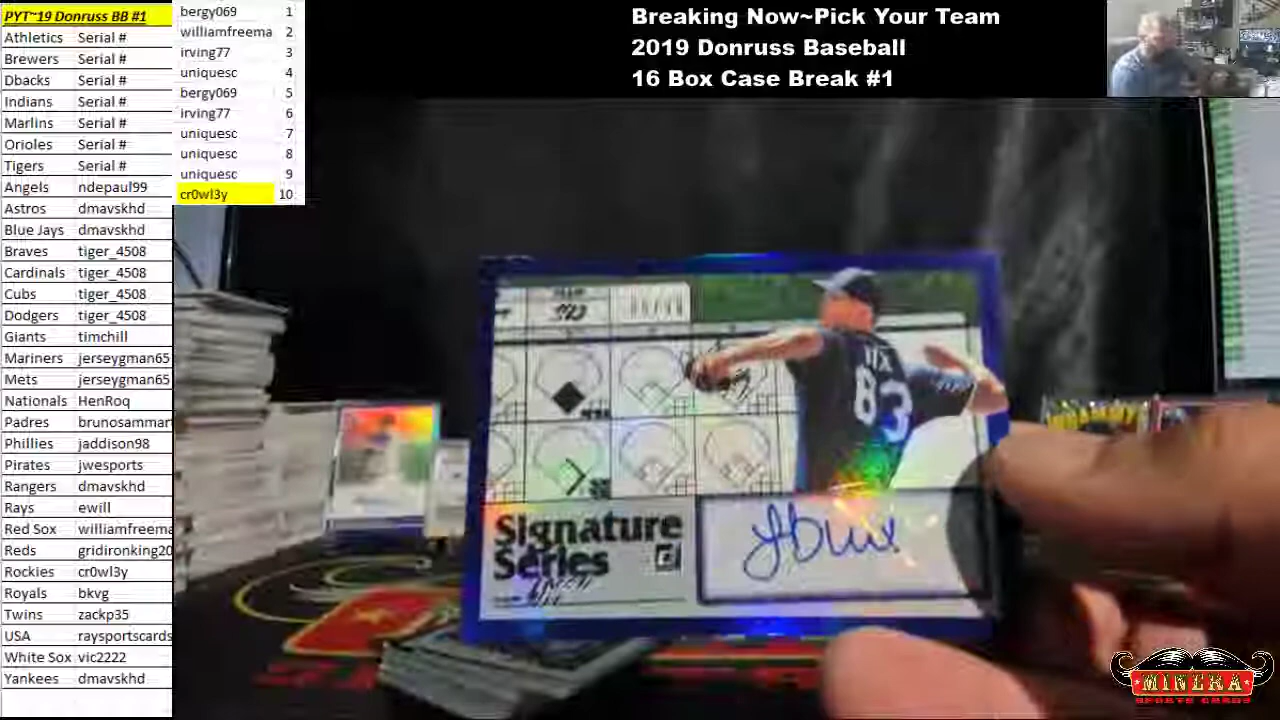 PYT~19 Donruss BB #1
Athletics Serial #
Brewers Serial #
Dbacks Serial #
Indians Serial #
Marlins Serial #
Orioles Serial #
Tigers Serial #
Angels ndepaul99
Astros dmavskhd
Blue Jays dmavskhd
Braves tiger_4508
Cardinals tiger_4508
Cubs tiger_4508
Dodgers tiger_4508
Giants timchill
Mariners jerseygman65
Mets jerseygman65
Nationals HenRoq
Padres brunosammar
Phillies jaddison98
Pirates jwesports
Rangers dmavskhd
Rays ewill
Red Sox williamfreema
Reds gridironking20
Rockies cr0wl3y
Royals bkvg
Twins zackp35
USA raysportscards
White Sox vic2222
Yankees dmavskhd
bergy069 1
williamfreema 2
irving77 3
uniquesc 4
bergy069 5
irving77 6
uniquesc 7
uniquesc 8
uniquesc 9
cr0wl3y 10
Breaking Now~Pick Your Team
2019 Donruss Baseball
16 Box Case Break #1
83
Signature
Series
MINERA
SPORTS CARDS